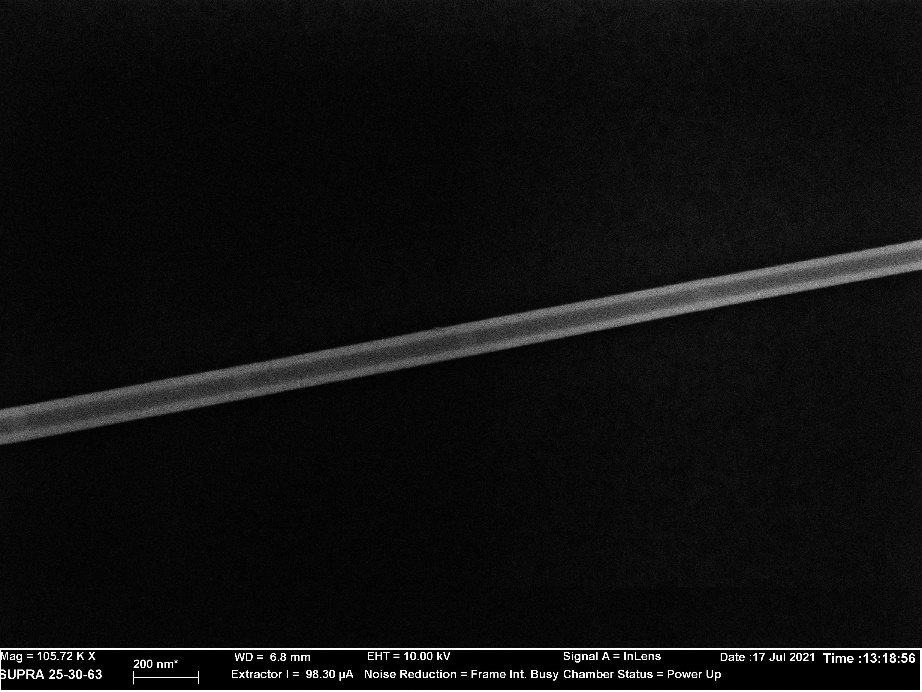 Mag = 105.72 K X WD = 6.8 mm EHT = 10.00 kV Signal A = InLens Date :17 Jul 2021 Time :13:18:56
SUPRA 25-30-63 200 nm* Extractor I = 98.30 µA Noise Reduction = Frame Int. Busy Chamber Status = Power Up